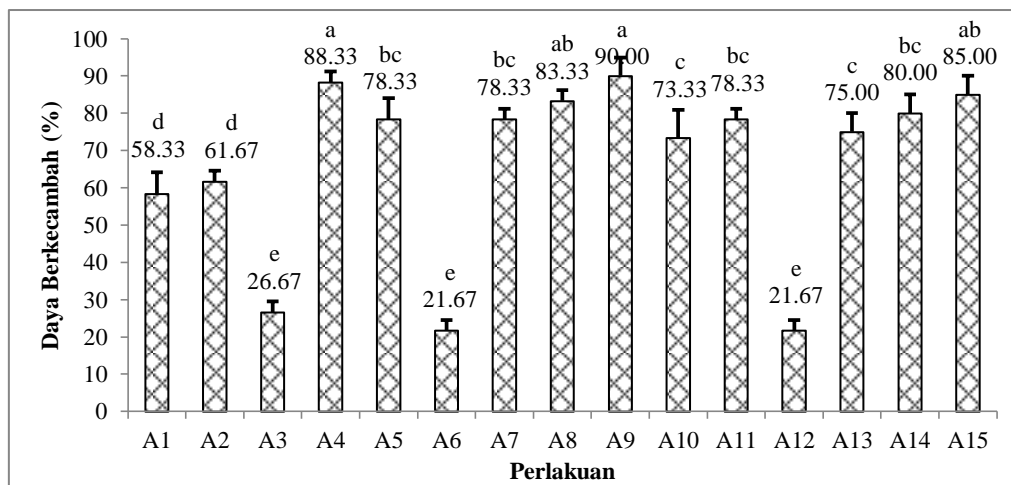 Daya Berkecambah (%)
100
90
80
70
60
50
40
30
20
10
0
d
58.33
d
61.67
e
26.67
a
88.33
bc
78.33
e
21.67
bc
78.33
ab
83.33
a
90.00
c
73.33
bc
78.33
e
21.67
c
75.00
bc
80.00
ab
85.00
A1 A2 A3 A4 A5 A6 A7 A8 A9 A10 A11 A12 A13 A14 A15
Perlakuan